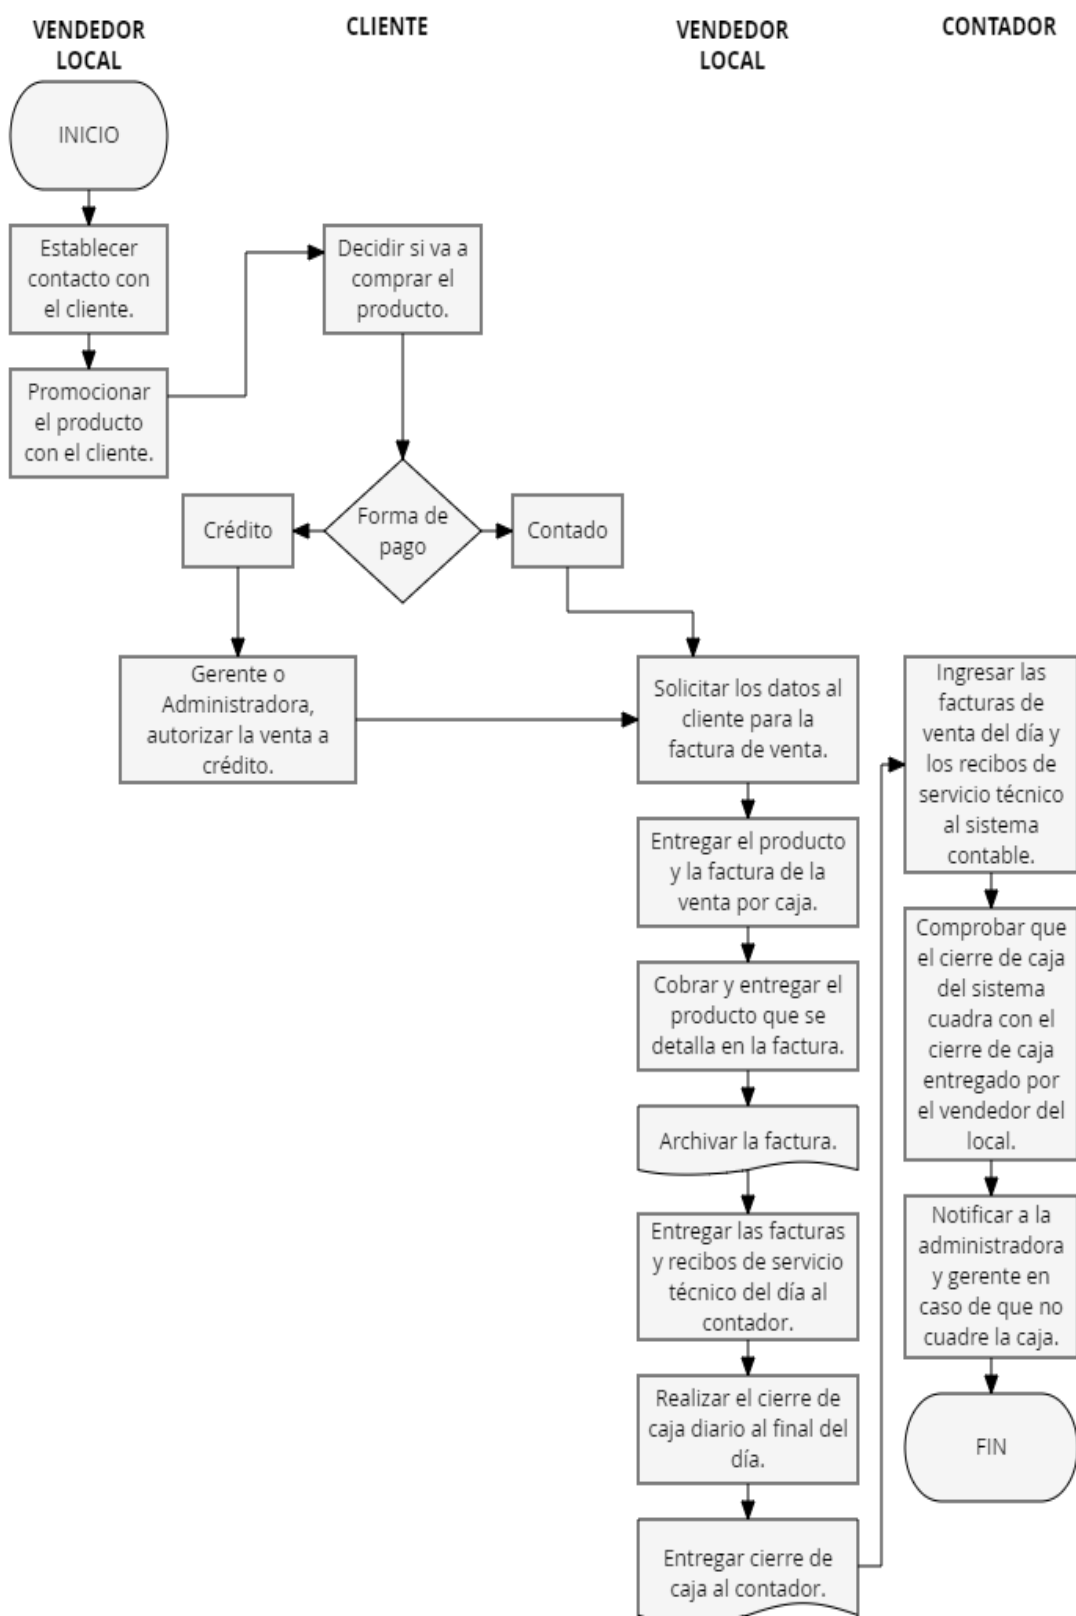 VENDEDOR
LOCAL
CLIENTE
VENDEDOR
LOCAL
CONTADOR
INICIO
Establecer
contacto con
el cliente.
Promocionar
el producto
con el cliente.
Decidir si va a
comprar el
producto.
Forma de
pago
Crédito
Contado
Gerente o
Administradora,
autorizar la venta a
crédito.
Solicitar los datos al
cliente para la
factura de venta.
Entregar el producto
y la factura de la
venta por caja.
Cobrar y entregar el
producto que se
detalla en la factura.
Archivar la factura.
Entregar las facturas
y recibos de servicio
técnico del día al
contador.
Realizar el cierre de
caja diario al final del
día.
Entregar cierre de
caja al contador.
Ingresar las
facturas de
venta del día y
los recibos de
servicio técnico
al sistema
contable.
Comprobar que
el cierre de caja
del sistema
cuadra con el
cierre de caja
entregado por
el vendedor del
local.
Notificar a la
administradora
y gerente en
caso de que no
cuadre la caja.
FIN